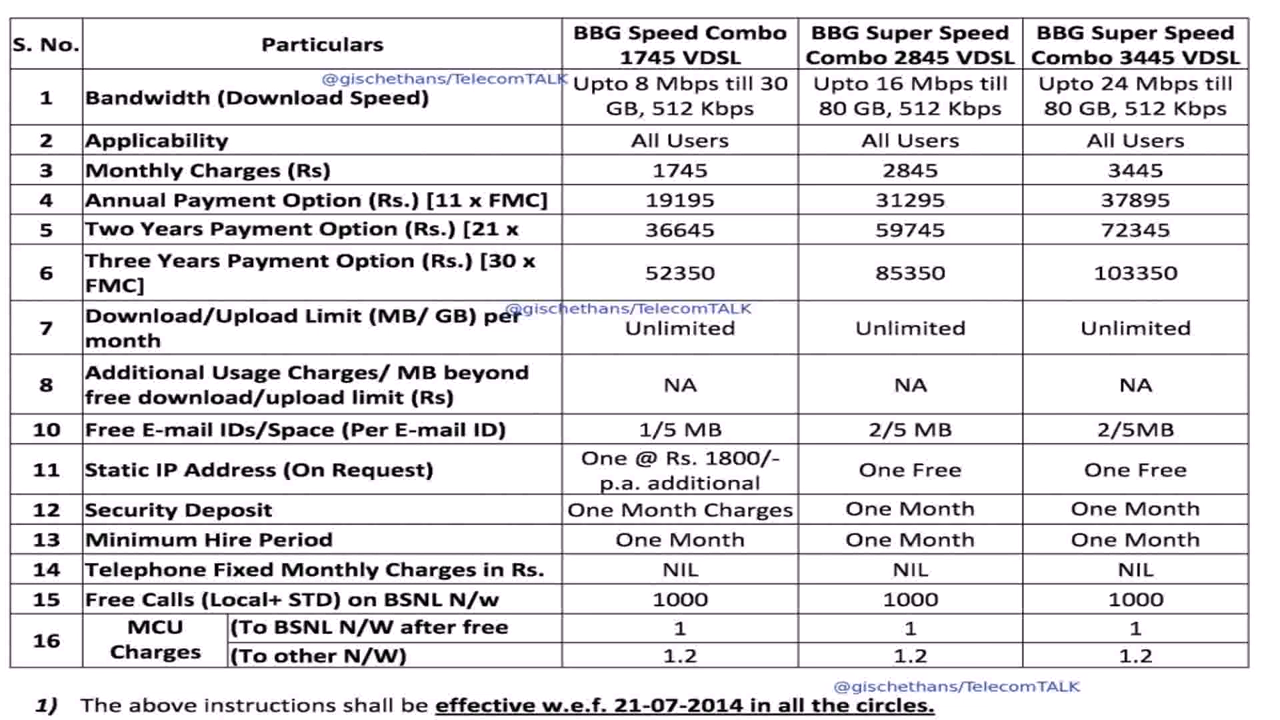 S. No. Particulars BBG Speed Combo 1745 VDSL BBG Super Speed Combo 2845 VDSL BBG Super Speed Combo 3445 VDSL
@gischethans/TelecomTALK
1 Bandwidth (Download Speed) Upto 8 Mbps till 30 GB, 512 Kbps Upto 16 Mbps till 80 GB, 512 Kbps Upto 24 Mbps till 80 GB, 512 Kbps
2 Applicability All Users All Users All Users
3 Monthly Charges (Rs) 1745 2845 3445
4 Annual Payment Option (Rs.) [11 x FMC] 19195 31295 37895
5 Two Years Payment Option (Rs.) [21 x 36645 59745 72345
6 Three Years Payment Option (Rs.) [30 x FMC] 52350 85350 103350
@gischethans/TelecomTALK
7 Download/Upload Limit (MB/ GB) per month Unlimited Unlimited Unlimited
8 Additional Usage Charges/ MB beyond free download/upload limit (Rs) NA NA NA
10 Free E-mail IDs/Space (Per E-mail ID) 1/5 MB 2/5 MB 2/5MB
11 Static IP Address (On Request) One @ Rs. 1800/- p.a. additional One Free One Free
12 Security Deposit One Month Charges One Month One Month
13 Minimum Hire Period One Month One Month One Month
14 Telephone Fixed Monthly Charges in Rs. NIL NIL NIL
15 Free Calls (Local+ STD) on BSNL N/w 1000 1000 1000
16 MCU Charges (To BSNL N/W after free 1 1 1
(To other N/W) 1.2 1.2 1.2
@gischethans/TelecomTALK
1) The above instructions shall be effective w.e.f. 21-07-2014 in all the circles.